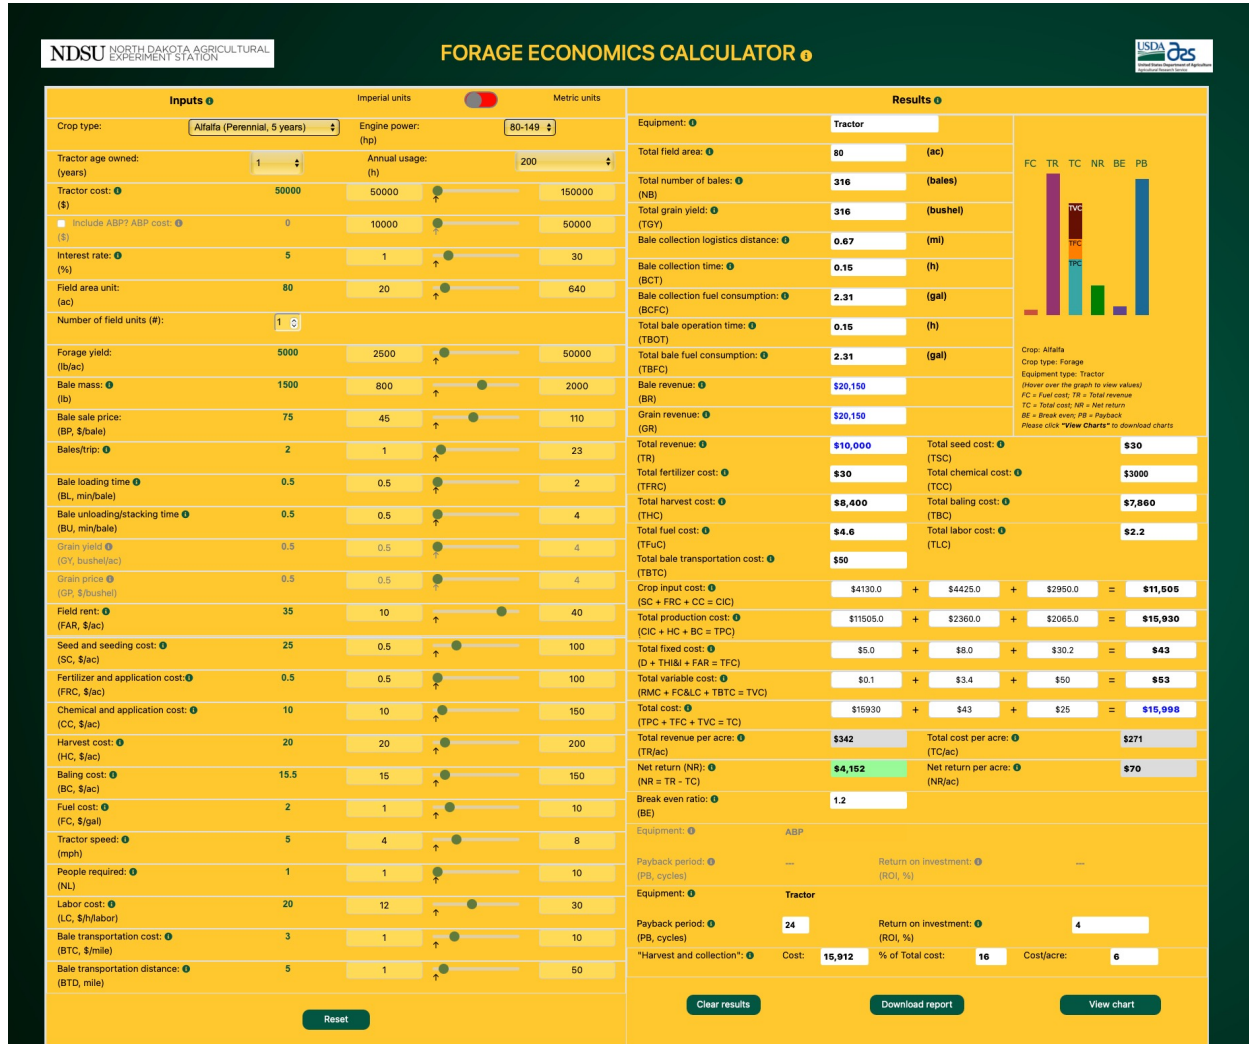 NDSU NORTH DAKOTA AGRICULTURAL
EXPERIMENT STATION
FORAGE ECONOMICS CALCULATOR
USDA ars
United States Department of Agriculture
Agricultural Research Service
Inputs Imperial units Metric units
Crop type: Alfalfa (Perennial, 5 years) Engine power: 80-149
(hp)
Tractor age owned: 1 Annual usage: 200
(years) (h)
Tractor cost: 50000 50000 150000
($)
Include ABP? ABP cost: 0 10000 50000
($)
Interest rate: 5 1 30
(%)
Field area unit: 80 20 640
(ac)
Number of field units (#): 1
Forage yield: 5000 2500 50000
(lb/ac)
Bale mass: 1500 800 2000
(lb)
Bale sale price: 75 45 110
(BP, $/bale)
Bales/trip: 2 1 23
Bale loading time 0.5 0.5 2
(BL, min/bale)
Bale unloading/stacking time 0.5 0.5 4
(BU, min/bale)
Grain yield 0.5 0.5 4
(GY, bushel/ac)
Grain price 0.5 0.5 4
(GP, $/bushel)
Field rent: 35 10 40
(FAR, $/ac)
Seed and seeding cost: 25 0.5 100
(SC, $/ac)
Fertilizer and application cost: 0.5 0.5 100
(FRC, $/ac)
Chemical and application cost: 10 10 150
(CC, $/ac)
Harvest cost: 20 20 200
(HC, $/ac)
Baling cost: 15.5 15 150
(BC, $/ac)
Fuel cost: 2 1 10
(FC, $/gal)
Tractor speed: 5 4 8
(mph)
People required: 1 1 10
(NL)
Labor cost: 20 12 30
(LC, $/h/labor)
Bale transportation cost: 3 1 10
(BTC, $/mile)
Bale transportation distance: 5 1 50
(BTD, mile)
Reset
Results
Equipment: Tractor
Total field area: 80 (ac)
Total number of bales: 316 (bales)
(NB)
Total grain yield: 316 (bushel)
(TGY)
Bale collection logistics distance: 0.67 (mi)
Bale collection time: 0.15 (h)
(BCT)
Bale collection fuel consumption: 2.31 (gal)
(BCFC)
Total bale operation time: 0.15 (h)
(TBOT)
Total bale fuel consumption: 2.31 (gal)
(TBFC)
Bale revenue: $20,150
(BR)
Grain revenue: $20,150
(GR)
FC TR TC NR BE PB
TVC
TFC
TPC
Crop: Alfalfa
Crop type: Forage
Equipment type: Tractor
(Hover over the graph to view values)
FC = Fuel cost; TR = Total revenue
TC = Total cost; NR = Net return
BE = Break even; PB = Payback
Please click "View Charts" to download charts
Total revenue: $10,000 Total seed cost: $30
(TR) (TSC)
Total fertilizer cost: $30 Total chemical cost: $3000
(TFRC) (TCC)
Total harvest cost: $8,400 Total baling cost: $7,860
(THC) (TBC)
Total fuel cost: $4.6 Total labor cost: $2.2
(TFuC) (TLC)
Total bale transportation cost: $50
(TBTC)
Crop input cost: $4130.0 + $4425.0 + $2950.0 = $11,505
(SC + FRC + CC = CIC)
Total production cost: $11505.0 + $2360.0 + $2065.0 = $15,930
(CIC + HC + BC = TPC)
Total fixed cost: $5.0 + $8.0 + $30.2 = $43
(D + THI&I + FAR = TFC)
Total variable cost: $0.1 + $3.4 + $50 = $53
(RMC + FC&LC + TBTC = TVC)
Total cost: $15930 + $43 + $25 = $15,998
(TPC + TFC + TVC = TC)
Total revenue per acre: $342 Total cost per acre: $271
(TR/ac) (TC/ac)
Net return (NR): $4,152 Net return per acre: $70
(NR = TR - TC) (NR/ac)
Break even ratio: 1.2
(BE)
Equipment: ABP
Payback period: --- Return on investment: ---
(PB, cycles) (ROI, %)
Equipment: Tractor
Payback period: 24 Return on investment: 4
(PB, cycles) (ROI, %)
"Harvest and collection": Cost: 15,912 % of Total cost: 16 Cost/acre: 6
Clear results Download report View chart